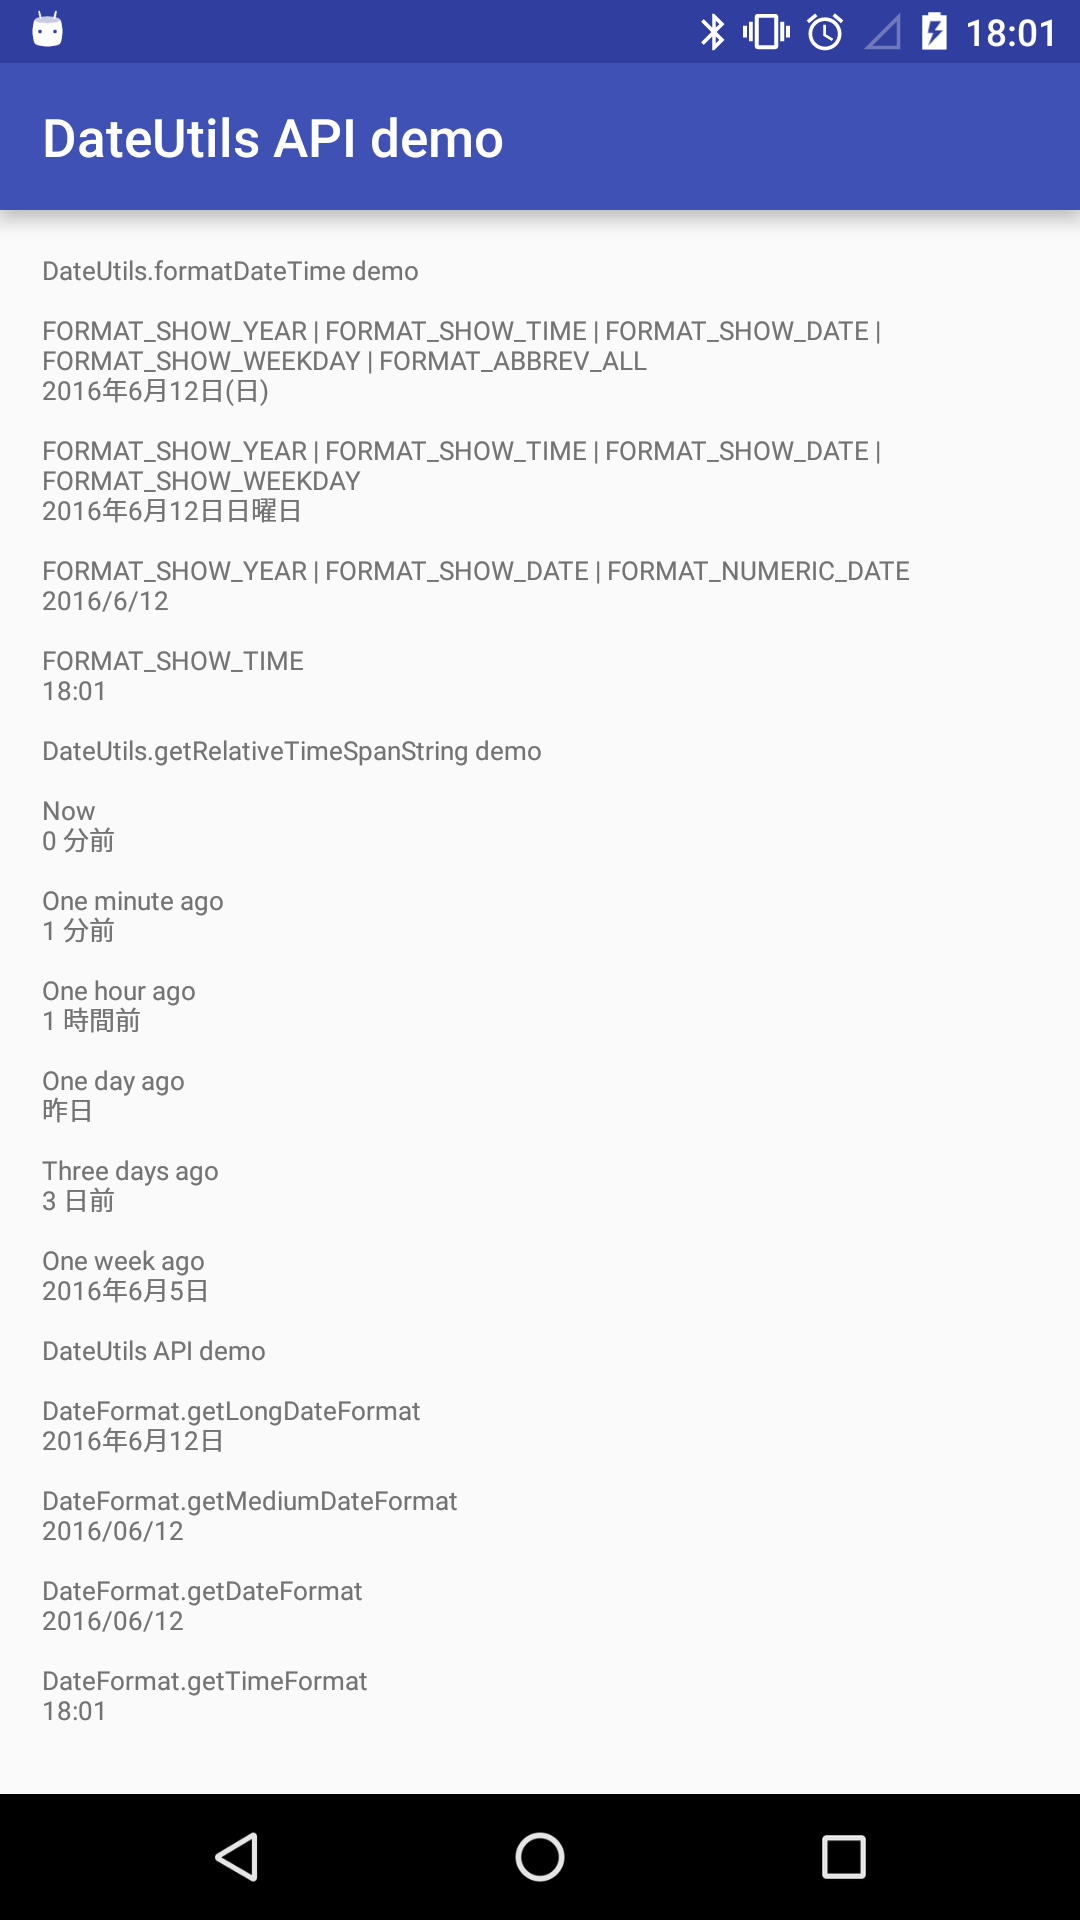 18:01
DateUtils API demo
DateUtils.formatDateTime demo
FORMAT_SHOW_YEAR | FORMAT_SHOW_TIME | FORMAT_SHOW_DATE |
FORMAT_SHOW_WEEKDAY | FORMAT_ABBREV_ALL
2016年6月12日(日)
FORMAT_SHOW_YEAR | FORMAT_SHOW_TIME | FORMAT_SHOW_DATE |
FORMAT_SHOW_WEEKDAY
2016年6月12日日曜日
FORMAT_SHOW_YEAR | FORMAT_SHOW_DATE | FORMAT_NUMERIC_DATE
2016/6/12
FORMAT_SHOW_TIME
18:01
DateUtils.getRelativeTimeSpanString demo
Now
0 分前
One minute ago
1 分前
One hour ago
1 時間前
One day ago
昨日
Three days ago
3 日前
One week ago
2016年6月5日
DateUtils API demo
DateFormat.getLongDateFormat
2016年6月12日
DateFormat.getMediumDateFormat
2016/06/12
DateFormat.getDateFormat
2016/06/12
DateFormat.getTimeFormat
18:01